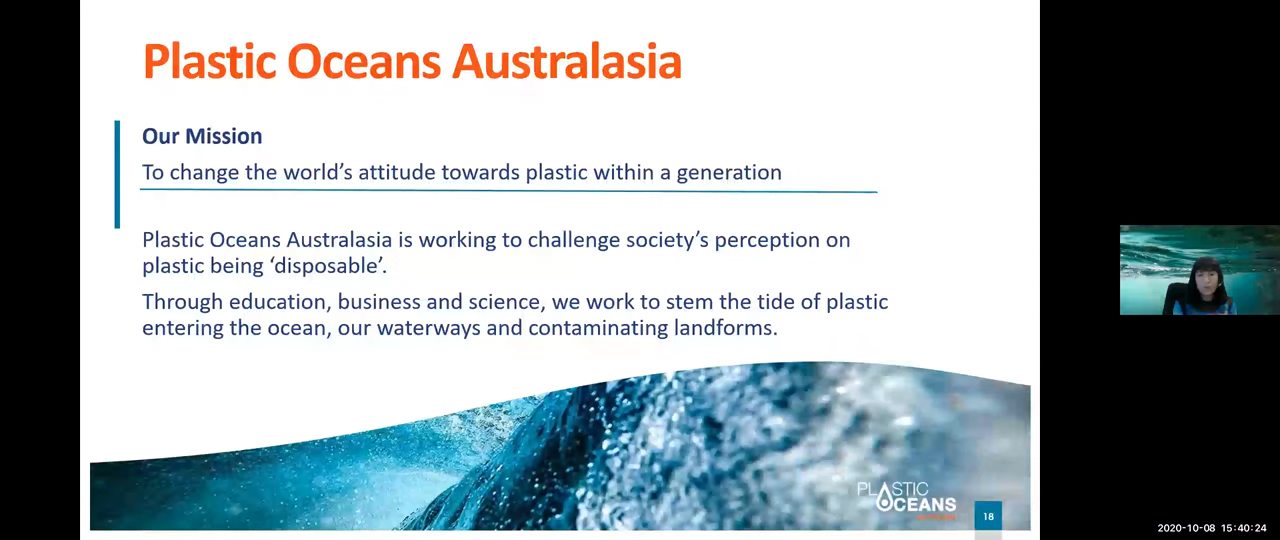 Plastic Oceans Australasia
Our Mission
To change the world's attitude towards plastic within a generation
Plastic Oceans Australasia is working to challenge society's perception on
plastic being 'disposable'.
Through education, business and science, we work to stem the tide of plastic
entering the ocean, our waterways and contaminating landforms.
PLASTIC
OCEANS
18
2020-10-08 15:40:24